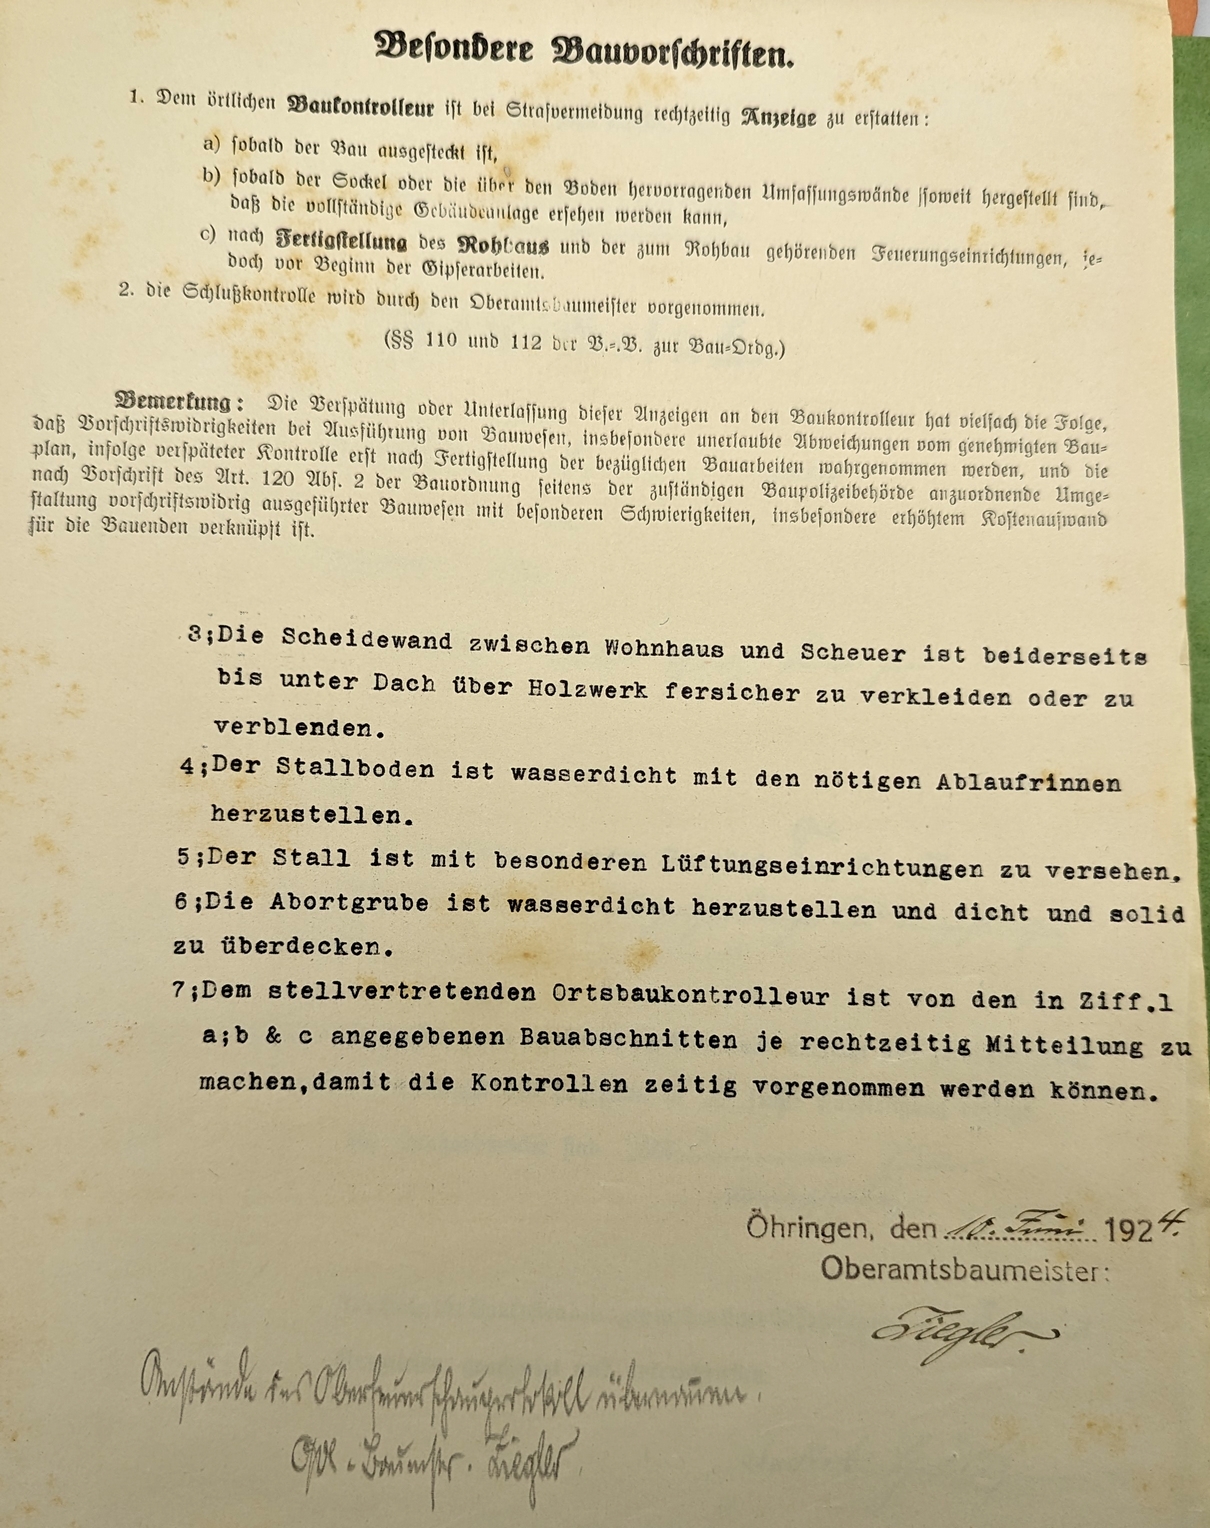 Besondere Bauvorschriften.
1. Dem örtlichen Baukontrolleur ist bei Strafvermeidung rechtzeitig Anzeige zu erstatten:
a) sobald der Bau ausgesteckt ist,
b) sobald der Sockel oder die über den Boden hervorragenden Umfassungswände soweit hergestellt sind,
daß die vollständige Gebäudeanlage ersehen werden kann,
c) nach Fertigstellung des Rohbaus und der zum Rohbau gehörenden Feuerungseinrichtungen, je-
doch vor Beginn der Gipserarbeiten.
2. die Schlußkontrolle wird durch den Oberamtsbaumeister vorgenommen.
(§§ 110 und 112 der V.-V. zur Bau-Ordg.)
Bemerkung: Die Verspätung oder Unterlassung dieser Anzeigen an den Baukontrolleur hat vielfach die Folge,
daß Vorschriftswidrigkeiten bei Ausführung von Bauwesen, insbesondere unerlaubte Abweichungen vom genehmigten Bau-
plan, infolge verspäteter Kontrolle erst nach Fertigstellung der bezüglichen Bauarbeiten wahrgenommen werden, und die
nach Vorschrift des Art. 120 Abs. 2 der Bauordnung seitens der zuständigen Baupolizeibehörde anzuordnende Umge-
staltung vorschriftswidrig ausgeführter Bauwesen mit besonderen Schwierigkeiten, insbesondere erhöhtem Kostenaufwand
für die Bauenden verknüpft ist.
3;Die Scheidewand zwischen Wohnhaus und Scheuer ist beiderseits
bis unter Dach über Holzwerk fersicher zu verkleiden oder zu
verblenden.
4;Der Stallboden ist wasserdicht mit den nötigen Ablaufrinnen
herzustellen.
5;Der Stall ist mit besonderen Lüftungseinrichtungen zu versehen.
6;Die Abortgrube ist wasserdicht herzustellen und dicht und solid
zu überdecken.
7;Dem stellvertretenden Ortsbaukontrolleur ist von den in Ziff.1
a;b & c angegebenen Bauabschnitten je rechtzeitig Mitteilung zu
machen,damit die Kontrollen zeitig vorgenommen werden können.
Öhringen, den 10. Juni 1924.
Oberamtsbaumeister:
Ziegler.
Anstände des Oberfeuerschauprotokoll
Ziegler